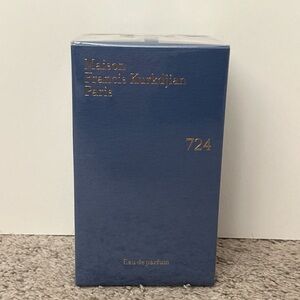 Maison
Francis Kurkdjian
Paris
724
Eau de parfum